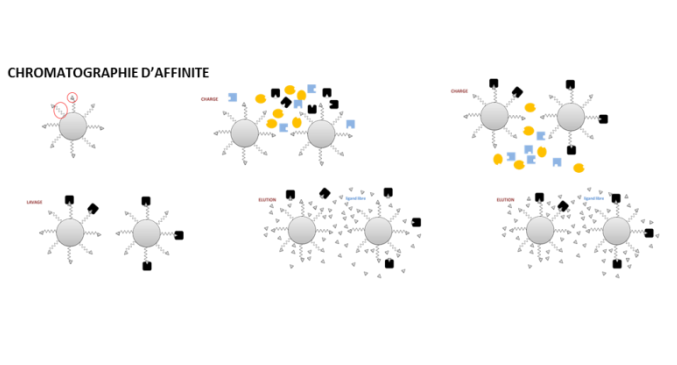 CHROMATOGRAPHIE D'AFFINITE
CHARGE
CHARGE
LAVAGE
ELUTION
ligand libre
ELUTION
ligand libre